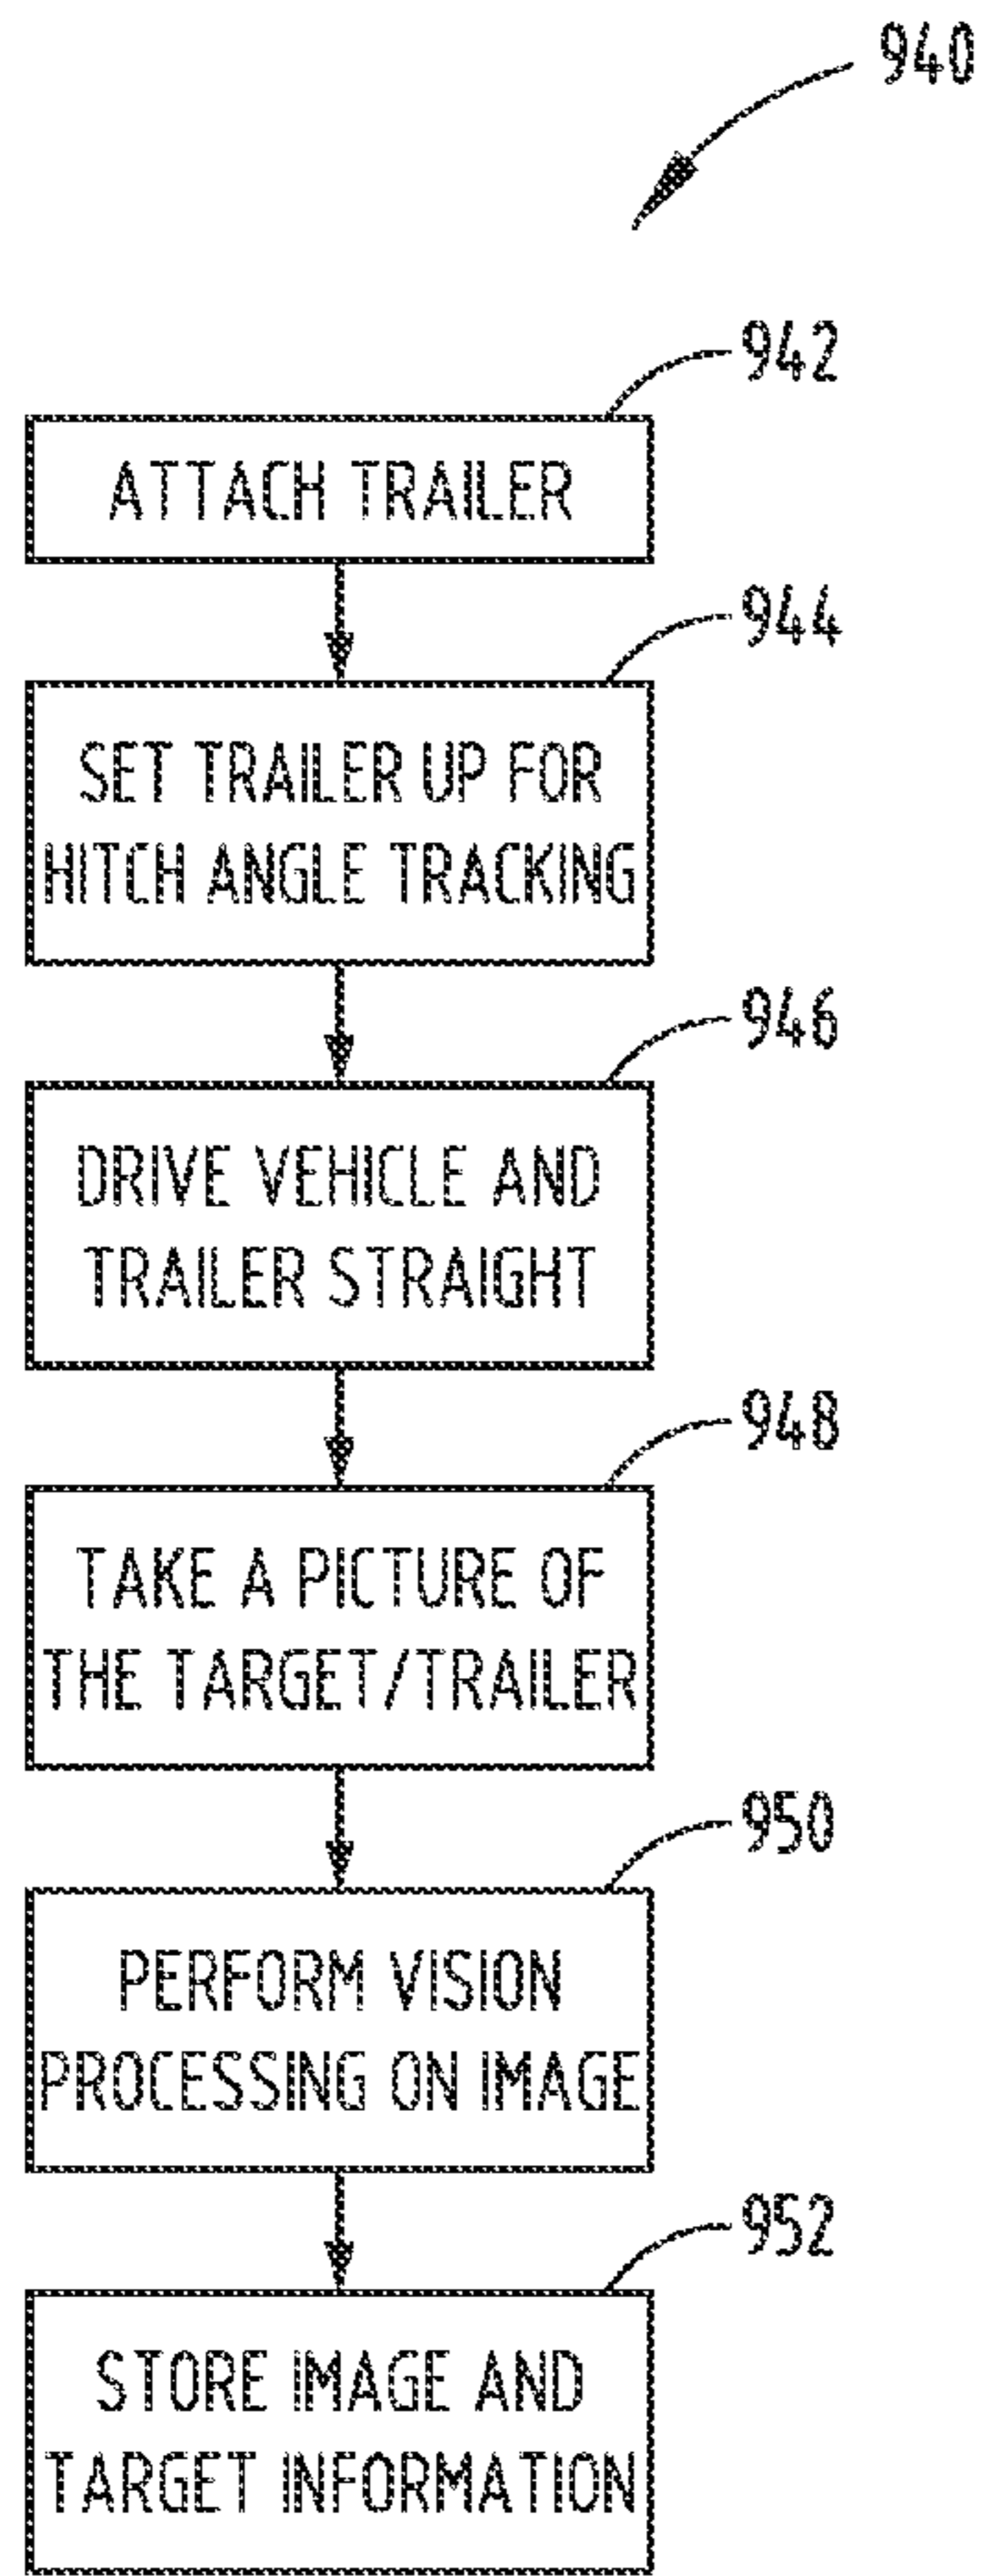 940
942
ATTACH TRAILER
944
SET TRAILER UP FOR
HITCH ANGLE TRACKING
946
DRIVE VEHICLE AND
TRAILER STRAIGHT
948
TAKE A PICTURE OF
THE TARGET/TRAILER
950
PERFORM VISION
PROCESSING ON IMAGE
952
STORE IMAGE AND
TARGET INFORMATION